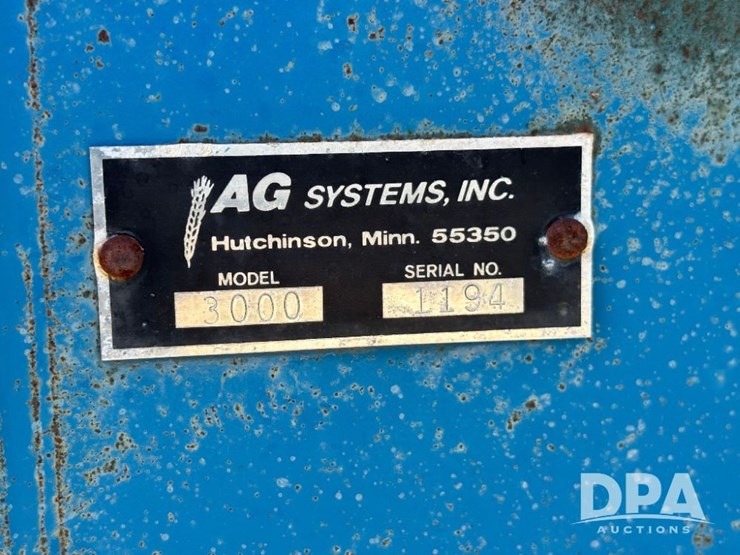 AG SYSTEMS, INC.
Hutchinson, Minn. 55350
MODEL SERIAL NO.
3000 1194
DPA
AUCTIONS